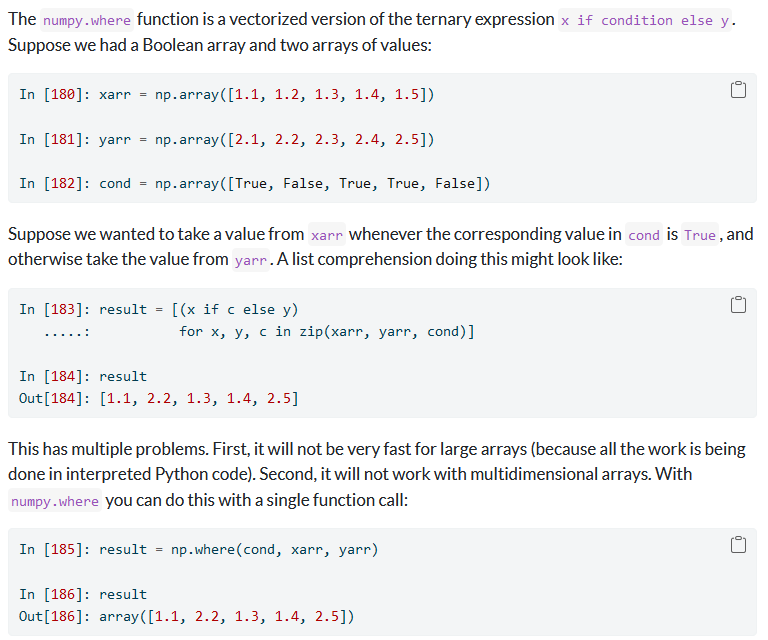 The numpy.where function is a vectorized version of the ternary expression x if condition else y.
Suppose we had a Boolean array and two arrays of values:
In [180]: xarr = np.array([1.1, 1.2, 1.3, 1.4, 1.5])
In [181]: yarr = np.array([2.1, 2.2, 2.3, 2.4, 2.5])
In [182]: cond = np.array([True, False, True, True, False])
Suppose we wanted to take a value from xarr whenever the corresponding value in cond is True, and
otherwise take the value from yarr. A list comprehension doing this might look like:
In [183]: result = [(x if c else y)
   .....:           for x, y, c in zip(xarr, yarr, cond)]
In [184]: result
Out[184]: [1.1, 2.2, 1.3, 1.4, 2.5]
This has multiple problems. First, it will not be very fast for large arrays (because all the work is being
done in interpreted Python code). Second, it will not work with multidimensional arrays. With
numpy.where you can do this with a single function call:
In [185]: result = np.where(cond, xarr, yarr)
In [186]: result
Out[186]: array([1.1, 2.2, 1.3, 1.4, 2.5])